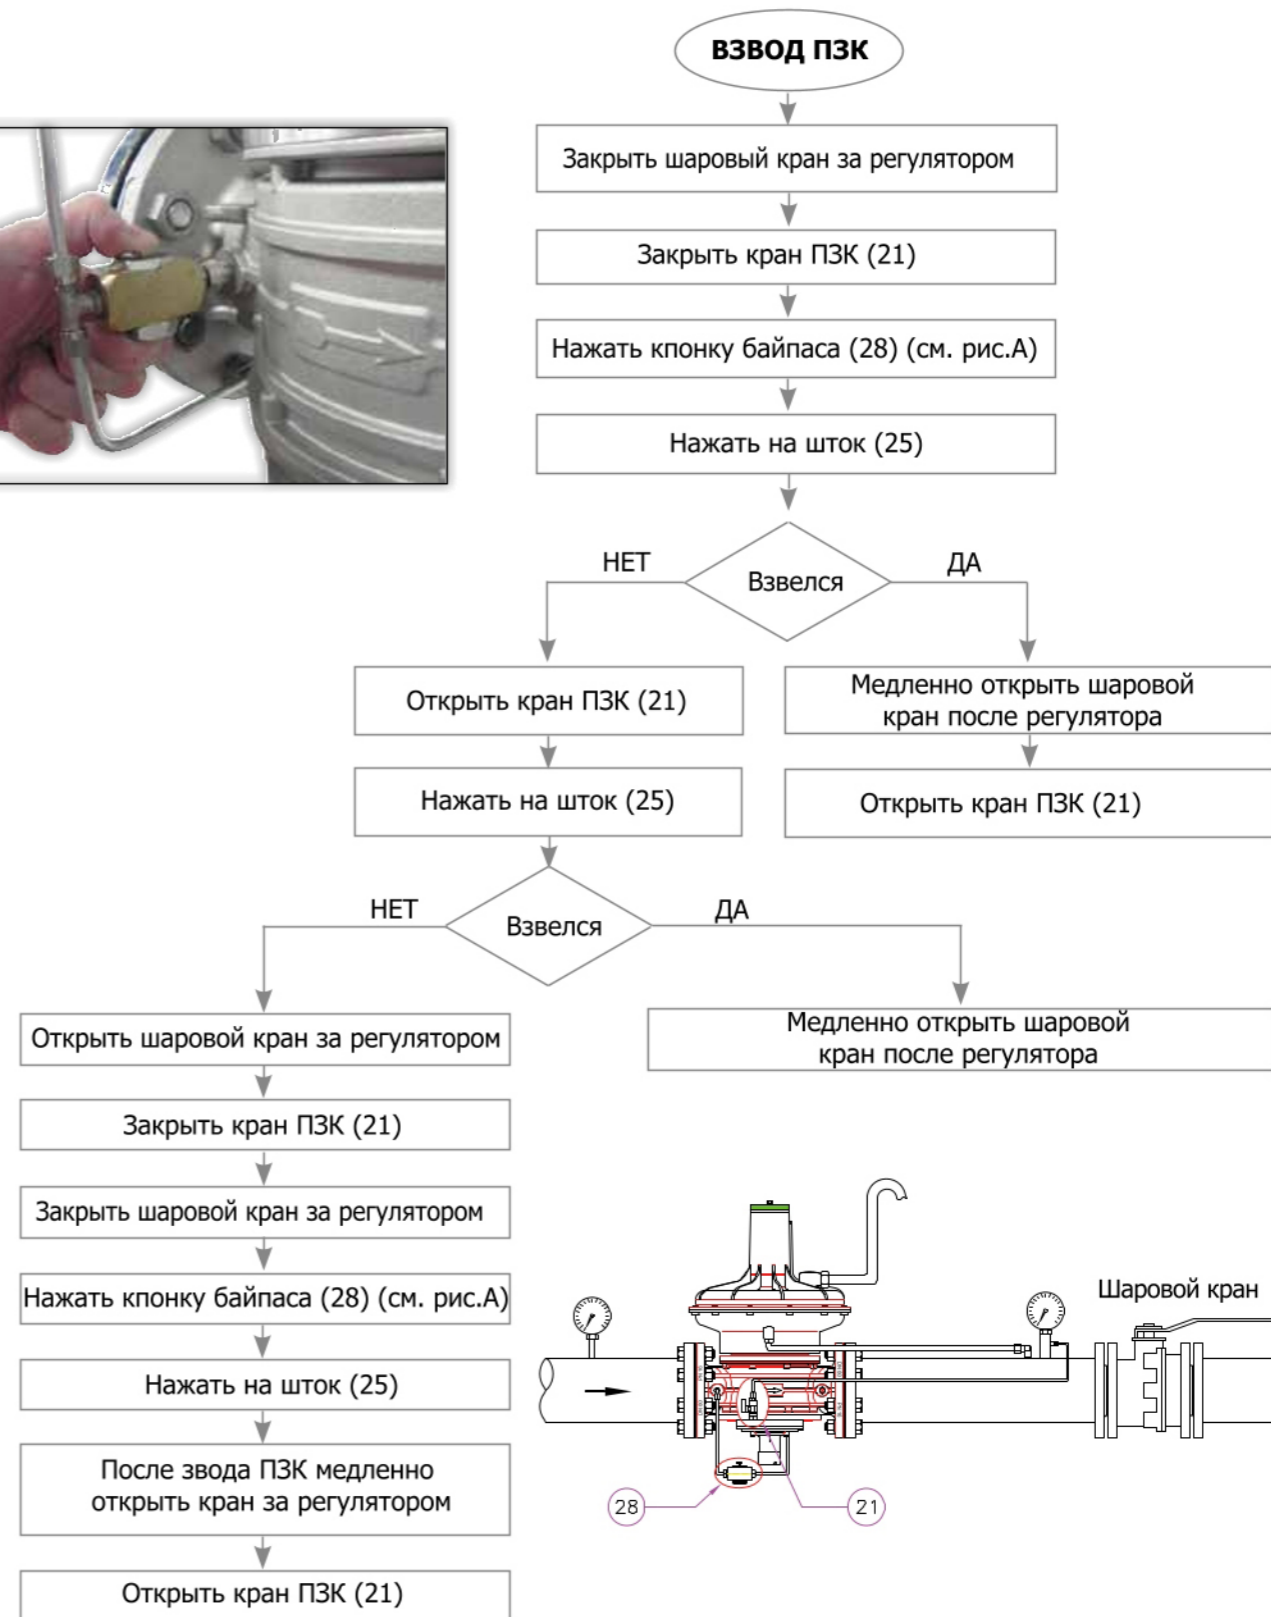 ВЗВОД ПЗК
Закрыть шаровый кран за регулятором
Закрыть кран ПЗК (21)
Нажать кпонку байпаса (28) (см. рис.А)
Нажать на шток (25)
НЕТ
Взвелся
ДА
Открыть кран ПЗК (21)
Медленно открыть шаровой
кран после регулятора
Нажать на шток (25)
Открыть кран ПЗК (21)
НЕТ
Взвелся
ДА
Открыть шаровой кран за регулятором
Медленно открыть шаровой
кран после регулятора
Закрыть кран ПЗК (21)
Закрыть шаровой кран за регулятором
Нажать кпонку байпаса (28) (см. рис.А)
Нажать на шток (25)
После звода ПЗК медленно
открыть кран за регулятором
Открыть кран ПЗК (21)
Шаровой кран
28
21